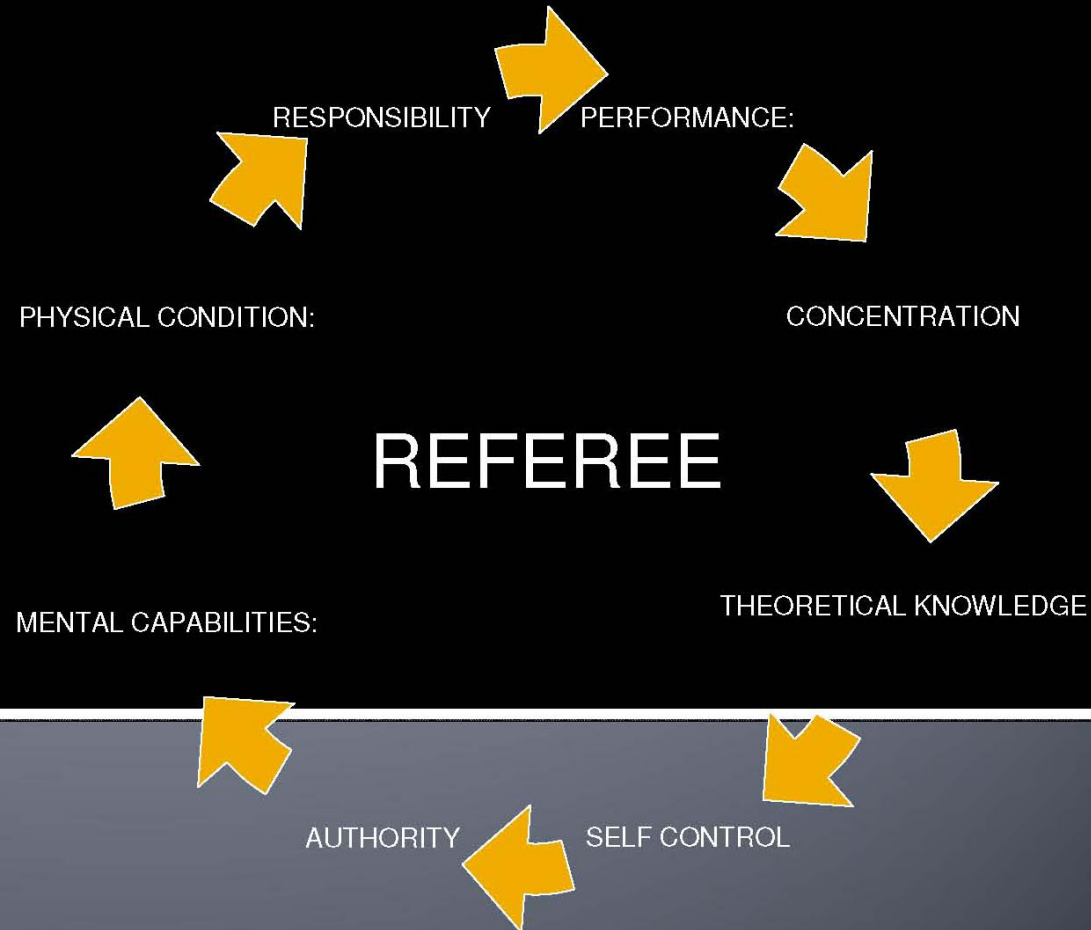 RESPONSIBILITY PERFORMANCE:
PHYSICAL CONDITION: CONCENTRATION
REFEREE
THEORETICAL KNOWLEDGE
MENTAL CAPABILITIES:
AUTHORITY SELF CONTROL